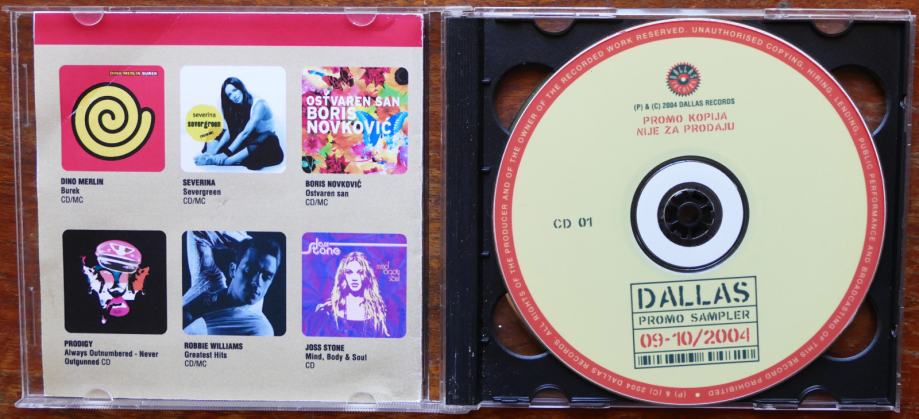 DINO MERLIN BUREK
severina
severgreen
OSTVAREN SAN
BORIS
NOVKOVIĆ
DINO MERLIN
Burek
CD/MC
SEVERINA
Severgreen
CD/MC
BORIS NOVKOVIĆ
Ostvaren san
CD/MC
joss
stone
mind
body
soul
PRODIGY
Always Outnumbered - Never
Outgunned CD
ROBBIE WILLIAMS
Greatest Hits
CD/MC
JOSS STONE
Mind, Body & Soul
CD
ALL RIGHTS OF THE PRODUCER AND OF THE OWNER OF THE RECORDED WORK RESERVED. UNAUTHORISED COPYING, HIRING, LENDING, PUBLIC PERFORMANCE AND BROADCASTING OF THIS RECORD PROHIBITED • (P) & (C) 2004 DALLAS RECORDS
(P) & (C) 2004 DALLAS RECORDS
PROMO KOPIJA
NIJE ZA PRODAJU
CD 01
DALLAS
PROMO SAMPLER
09-10/2004